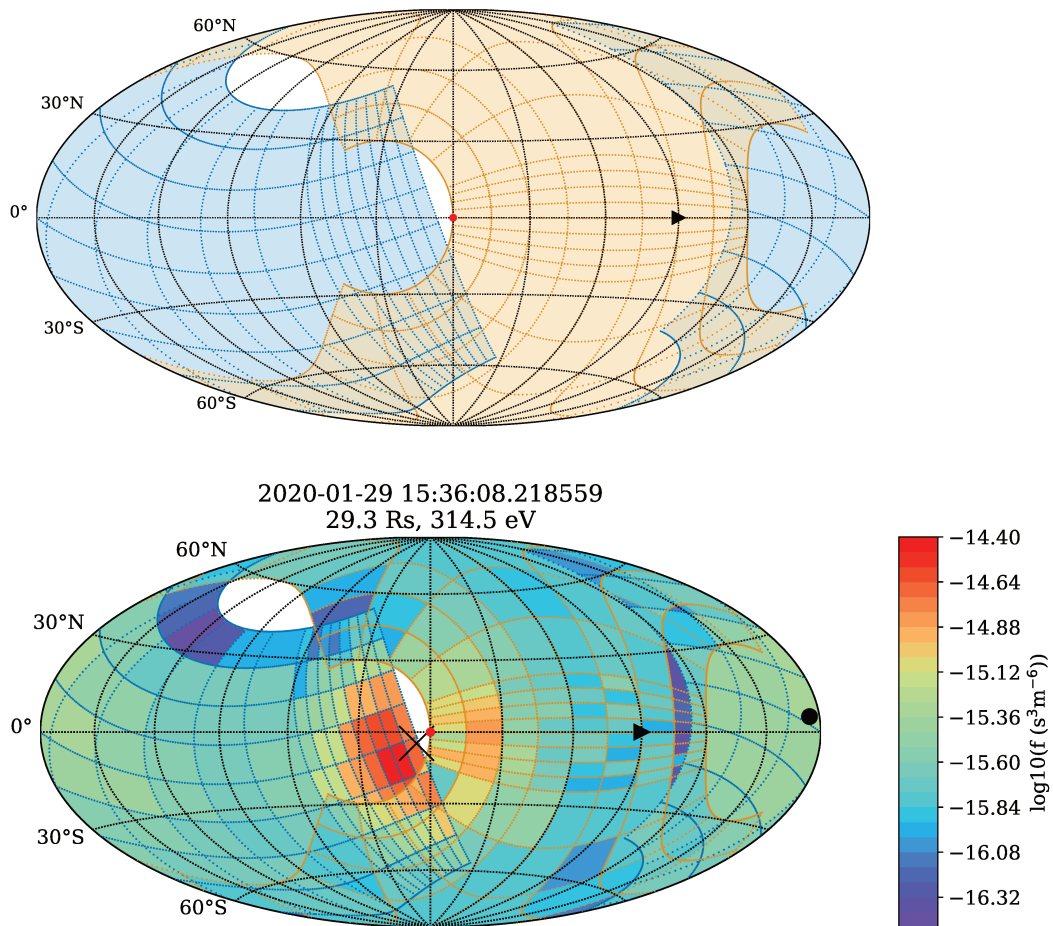 60°N
30°N
0°
30°S
60°S
2020-01-29 15:36:08.218559
29.3 Rs, 314.5 eV
60°N
30°N
0°
30°S
60°S
−14.40
−14.64
−14.88
−15.12
−15.36
−15.60
−15.84
−16.08
−16.32
log10(f (s³m⁻⁶))